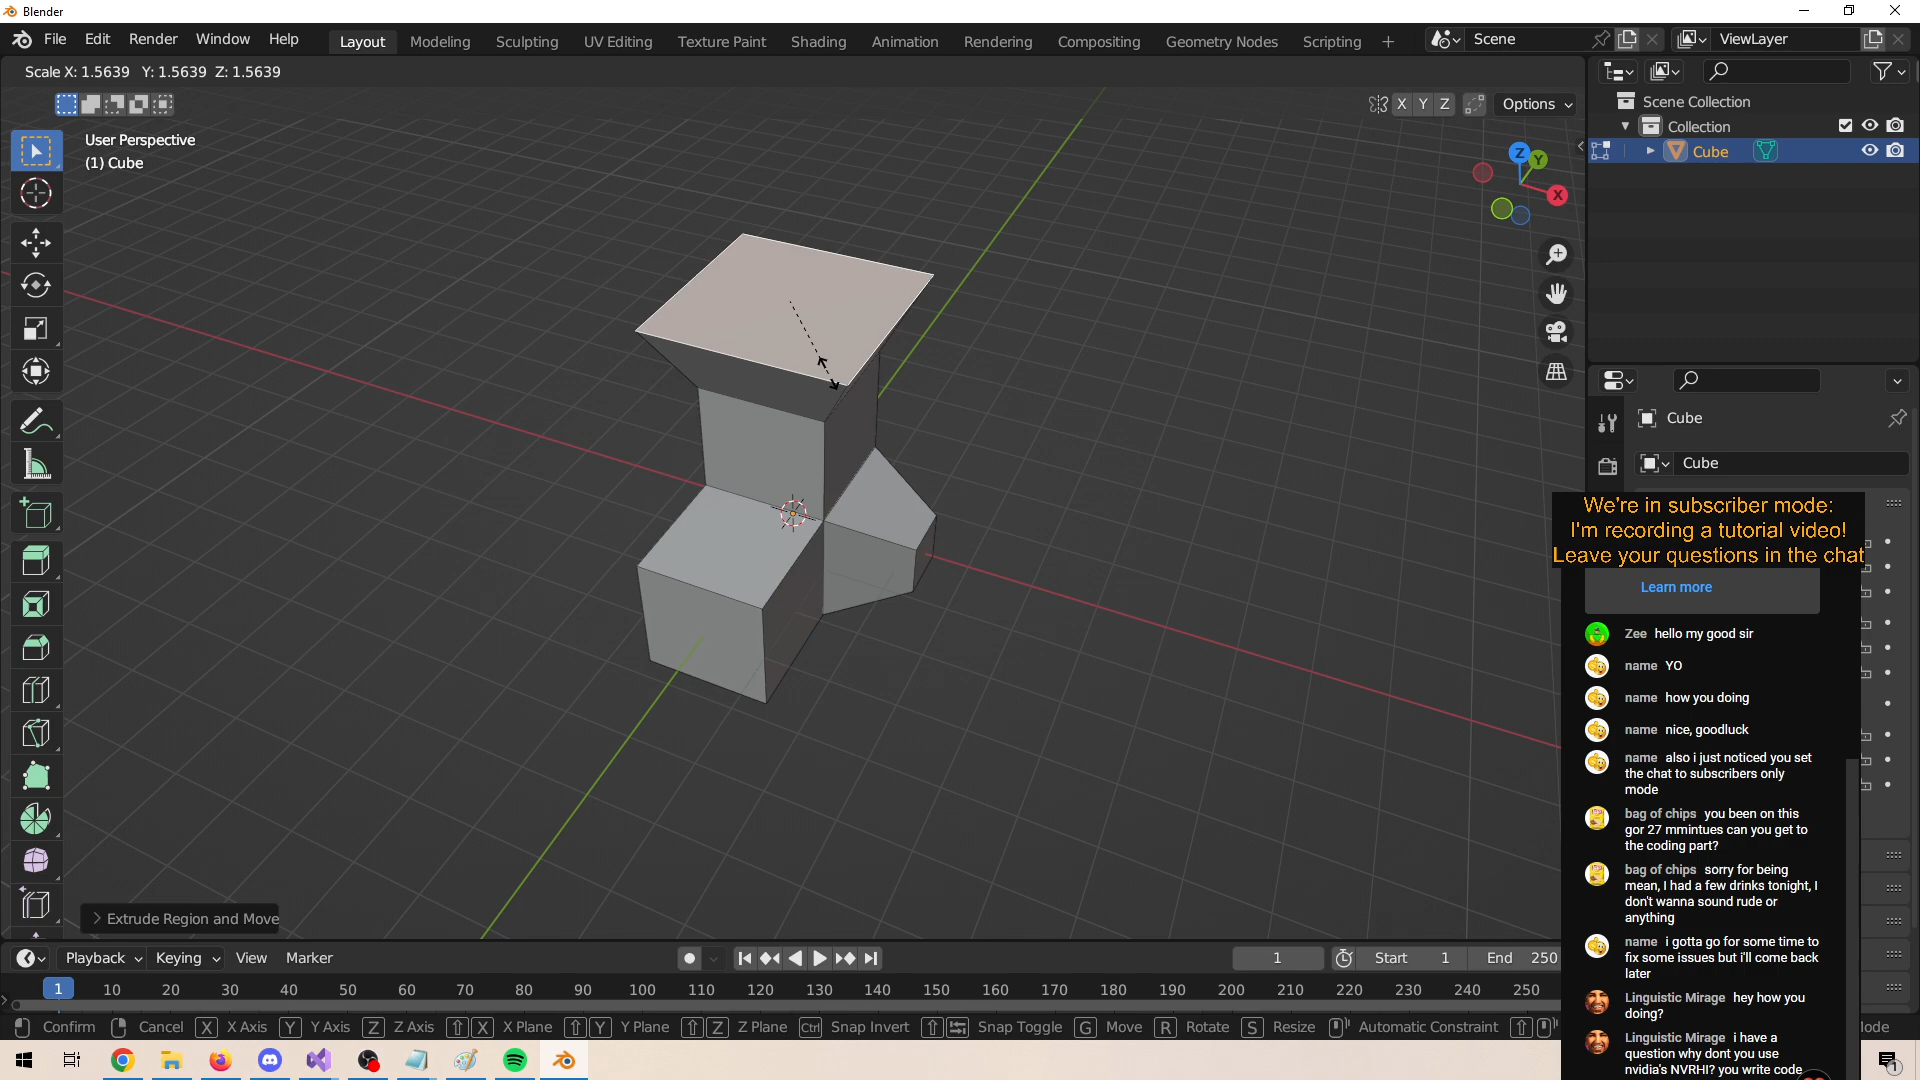 Blender
File Edit Render Window Help
Layout Modeling Sculpting UV Editing Texture Paint Shading Animation Rendering Compositing Geometry Nodes Scripting +
Scene
ViewLayer
Scale X: 1.5639 Y: 1.5639 Z: 1.5639
X Y Z Options
User Perspective
(1) Cube
Z
Y
X
Scene Collection
Collection
Cube
Cube
Cube
We're in subscriber mode:
I'm recording a tutorial video!
Leave your questions in the chat
Learn more
Zee hello my good sir
name YO
name how you doing
name nice, goodluck
name also i just noticed you set
the chat to subscribers only
mode
bag of chips you been on this
gor 27 mmintues can you get to
the coding part?
bag of chips sorry for being
mean, I had a few drinks tonight, I
don't wanna sound rude or
anything
name i gotta go for some time to
fix some issues but i'll come back
later
Linguistic Mirage hey how you
doing?
Linguistic Mirage i have a
question why dont you use
nvidia's NVRHI? you write code
Extrude Region and Move
Playback Keying View Marker
1 Start 1 End 250
1 10 20 30 40 50 60 70 80 90 100 110 120 130 140 150 160 170 180 190 200 210 220 230 240 250
Confirm Cancel X X Axis Y Y Axis Z Z Axis X X Plane Y Y Plane Z Z Plane Ctrl Snap Invert Snap Toggle G Move R Rotate S Resize Automatic Constraint
1